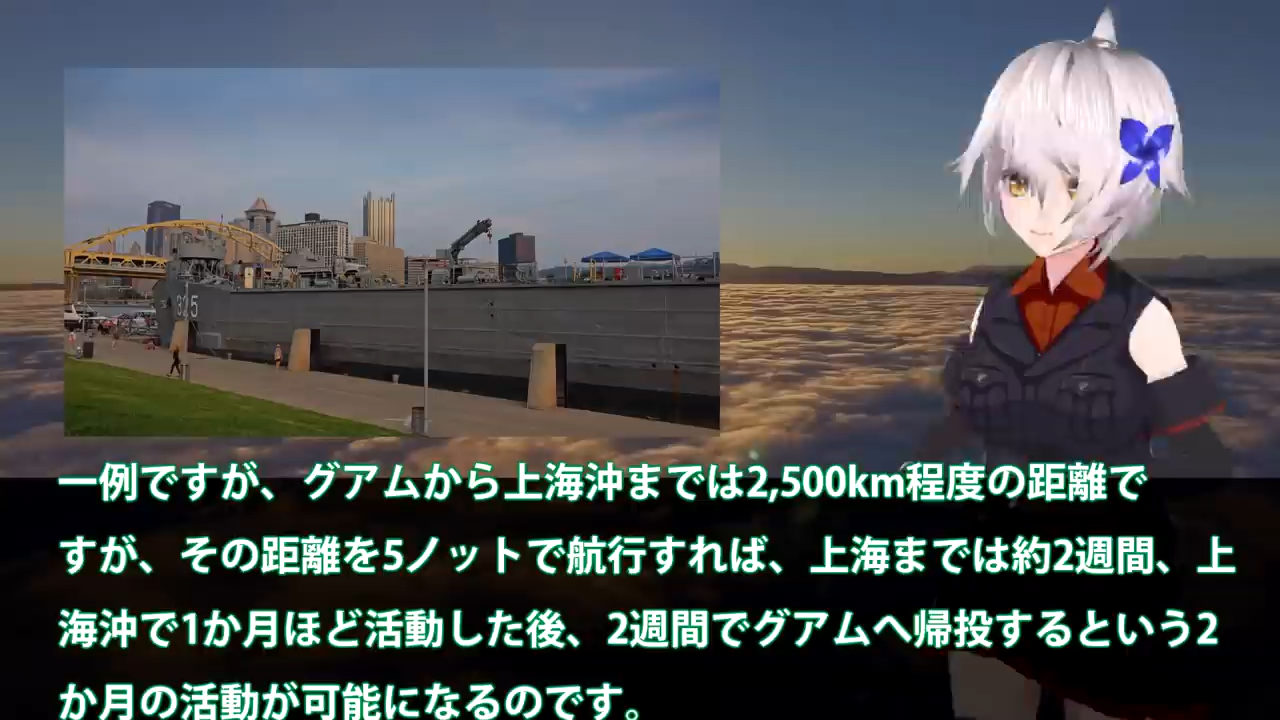 325
一例ですが、グアムから上海沖までは2,500km程度の距離で
すが、その距離を5ノットで航行すれば、上海までは約2週間、上
海沖で1か月ほど活動した後、2週間でグアムへ帰投するという2
か月の活動が可能になるのです。